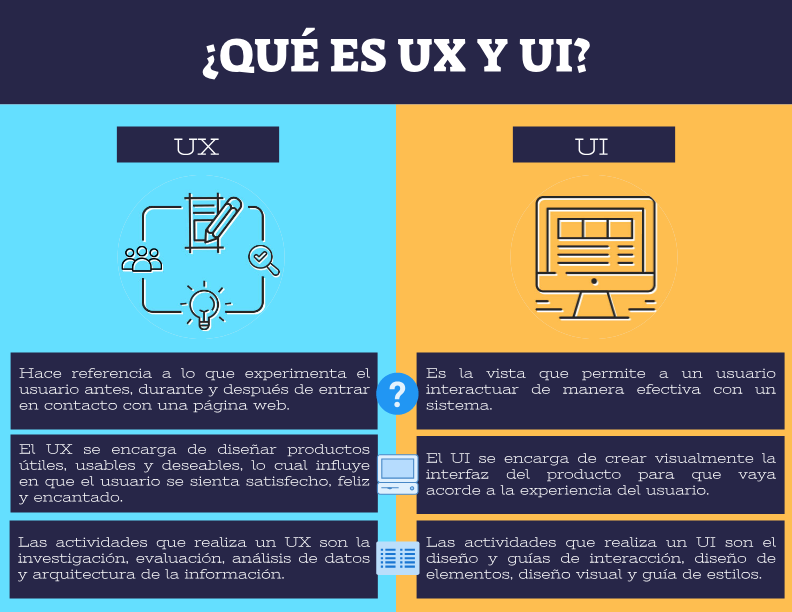 ¿QUÉ ES UX Y UI?
UX
Hace referencia a lo que experimenta el
usuario antes, durante y después de entrar
en contacto con una página web.
El UX se encarga de diseñar productos
útiles, usables y deseables, lo cual influye
en que el usuario se sienta satisfecho, feliz
y encantado.
Las actividades que realiza un UX son la
investigación, evaluación, análisis de datos
y arquitectura de la información.
?
UI
Es la vista que permite a un usuario
interactuar de manera efectiva con un
sistema.
El UI se encarga de crear visualmente la
interfaz del producto para que vaya
acorde a la experiencia del usuario.
Las actividades que realiza un UI son el
diseño y guías de interacción, diseño de
elementos, diseño visual y guía de estilos.